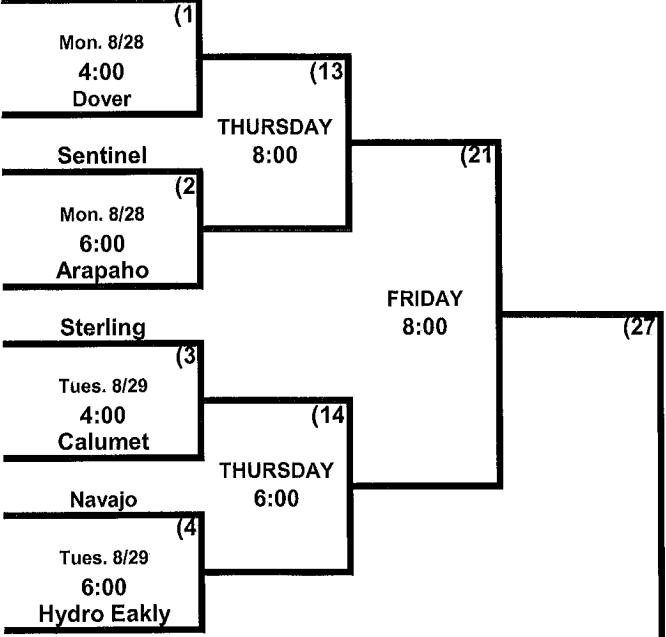 (1
Mon. 8/28
4:00
Dover
(13
THURSDAY
8:00
Sentinel
(2
Mon. 8/28
6:00
Arapaho
(21
FRIDAY
8:00
(27
Sterling
(3
Tues. 8/29
4:00
Calumet
(14
THURSDAY
6:00
Navajo
(4
Tues. 8/29
6:00
Hydro Eakly